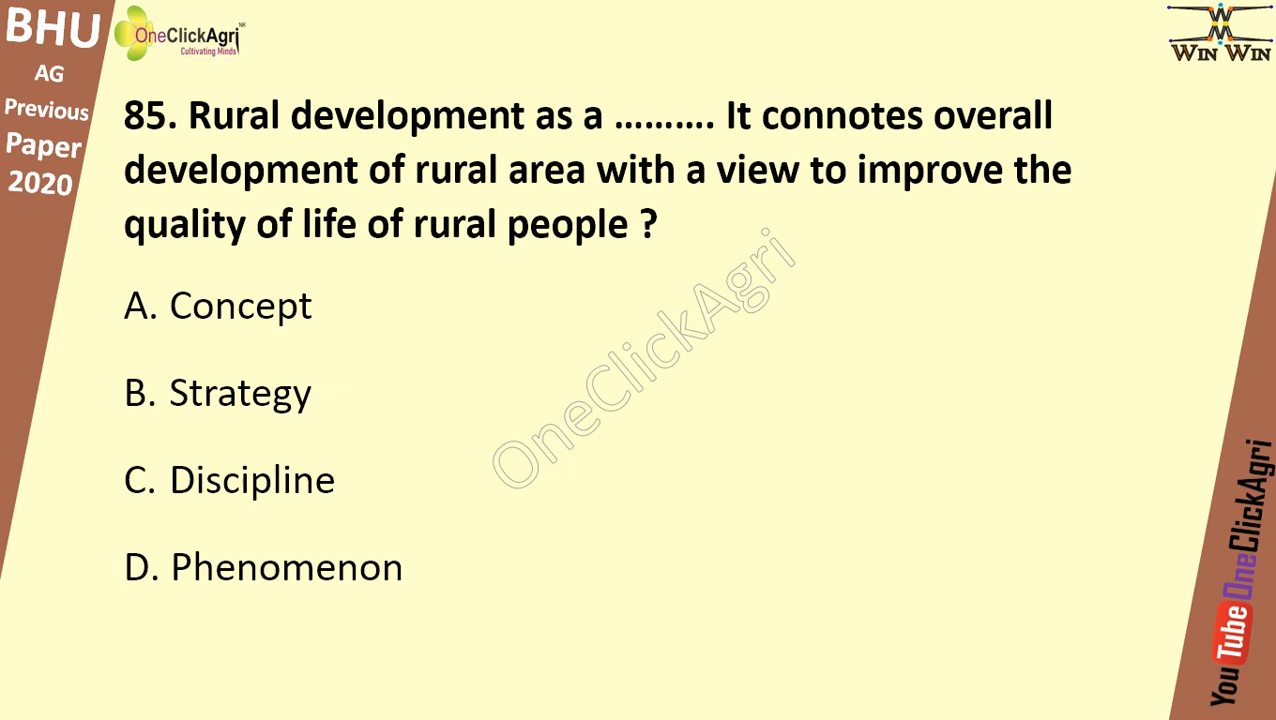 BHU
AG
Previous
Paper
2020
OneClickAgri NK
Cultivating Minds
WIN WIN
85. Rural development as a .......... It connotes overall
development of rural area with a view to improve the
quality of life of rural people ?
A. Concept
B. Strategy
C. Discipline
D. Phenomenon
OneClickAgri
YouTube OneClickAgri